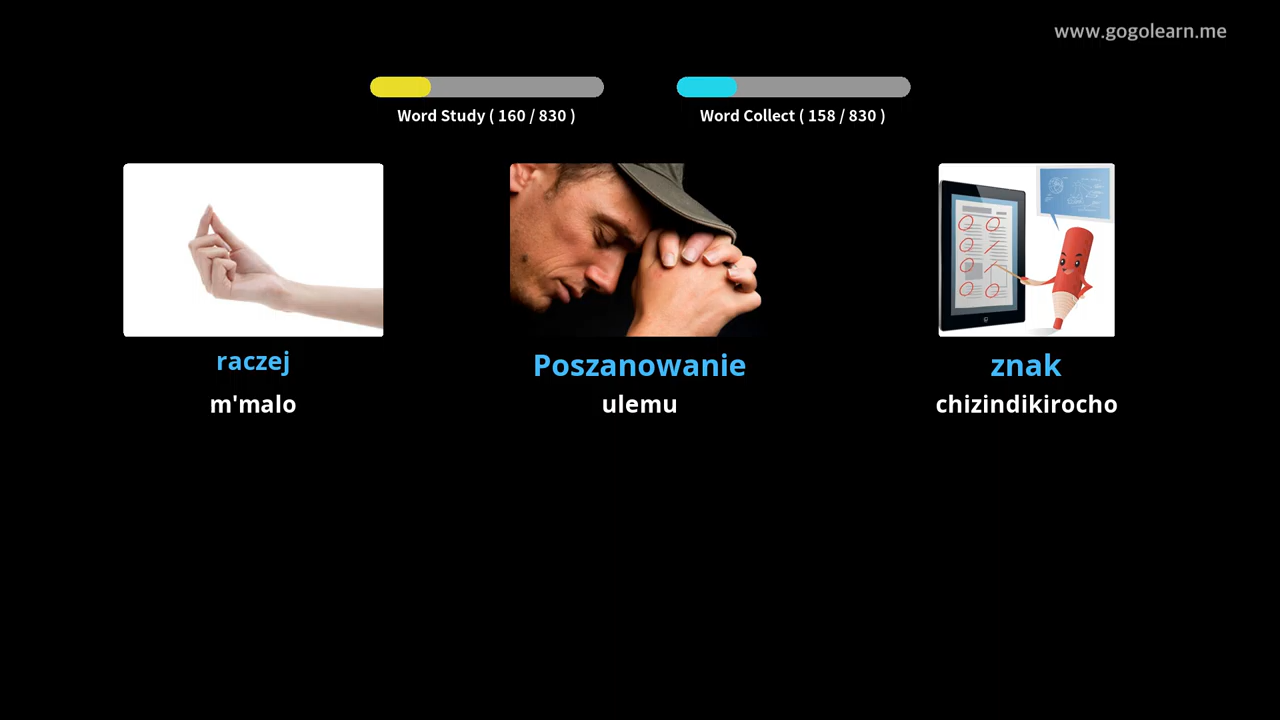 www.gogolearn.me
Word Study ( 160 / 830 )
Word Collect ( 158 / 830 )
raczej
Poszanowanie
znak
m'malo
ulemu
chizindikirocho